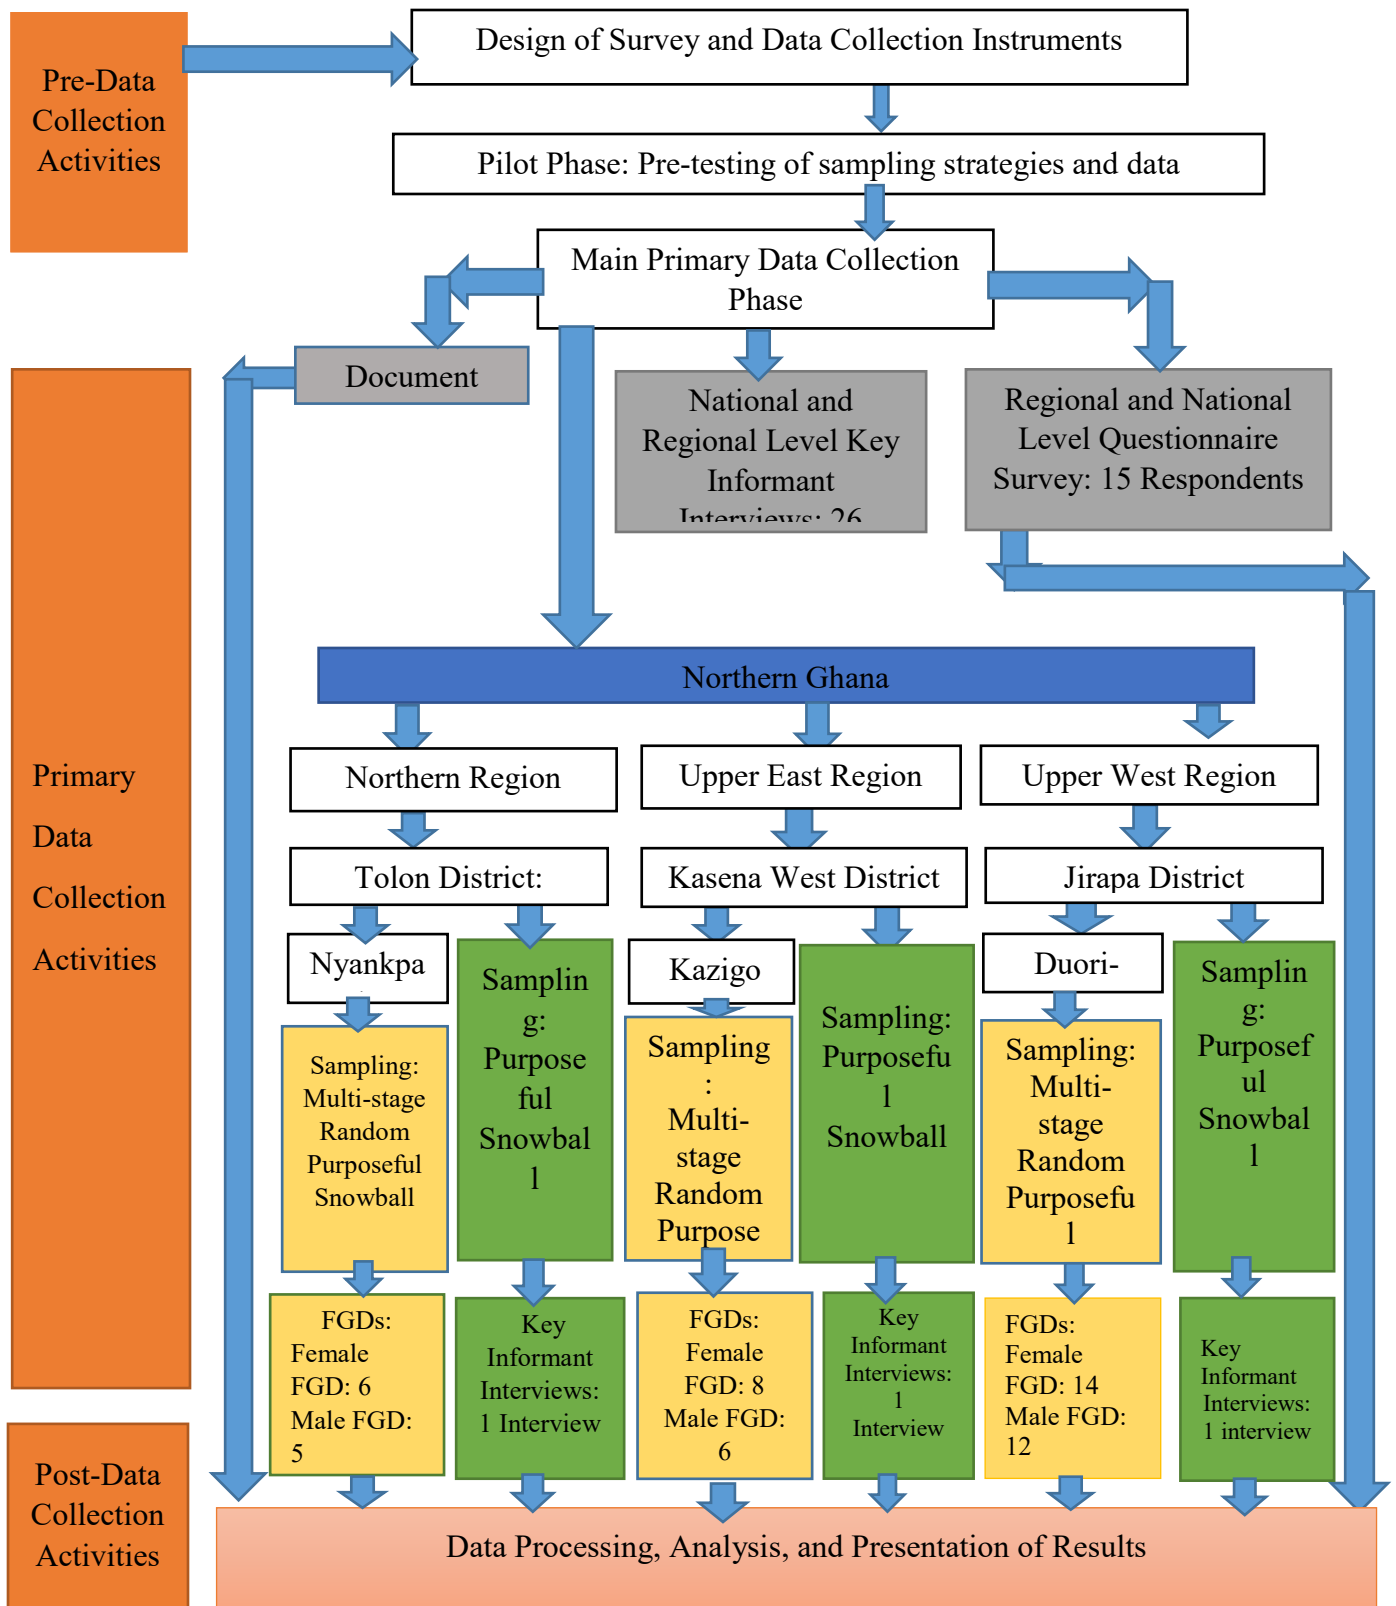 Pre-Data
Collection
Activities
Design of Survey and Data Collection Instruments
Pilot Phase: Pre-testing of sampling strategies and data
Main Primary Data Collection
Phase
Document
National and
Regional Level Key
Informant
Interviews: 26
Regional and National
Level Questionnaire
Survey: 15 Respondents
Primary
Data
Collection
Activities
Northern Ghana
Northern Region
Upper East Region
Upper West Region
Tolon District:
Kasena West District
Jirapa District
Nyankpa
Samplin
g:
Purpose
ful
Snowbal
l
Kazigo
Sampling:
Purposefu
l
Snowball
Duori-
Samplin
g:
Purposef
ul
Snowbal
l
Sampling:
Multi-stage
Random
Purposeful
Snowball
Sampling
:
Multi-
stage
Random
Purpose
Sampling:
Multi-
stage
Random
Purposefu
l
FGDs:
Female
FGD: 6
Male FGD:
5
Key
Informant
Interviews:
1 Interview
FGDs:
Female
FGD: 8
Male FGD:
6
Key
Informant
Interviews:
1
Interview
FGDs:
Female
FGD: 14
Male FGD:
12
Key
Informant
Interviews:
1 interview
Post-Data
Collection
Activities
Data Processing, Analysis, and Presentation of Results